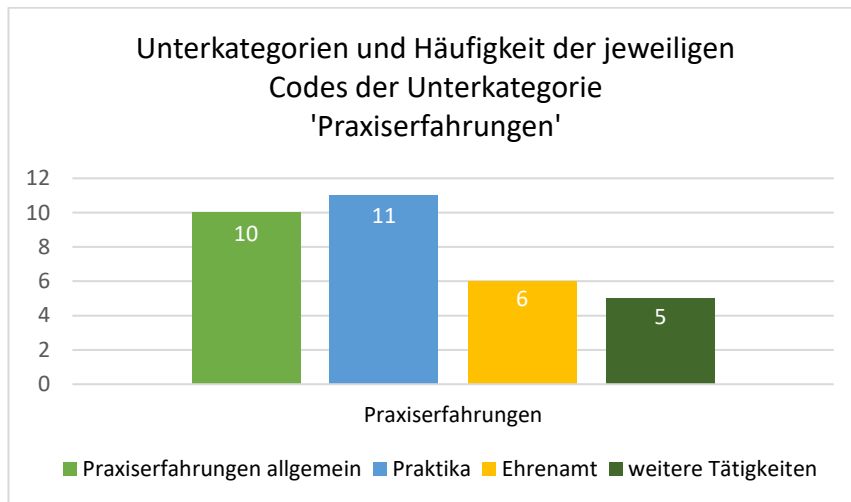 Unterkategorien und Häufigkeit der jeweiligen
Codes der Unterkategorie
'Praxiserfahrungen'
12
10
8
6
4
2
0
10
11
6
5
Praxiserfahrungen
Praxiserfahrungen allgemein Praktika Ehrenamt weitere Tätigkeiten